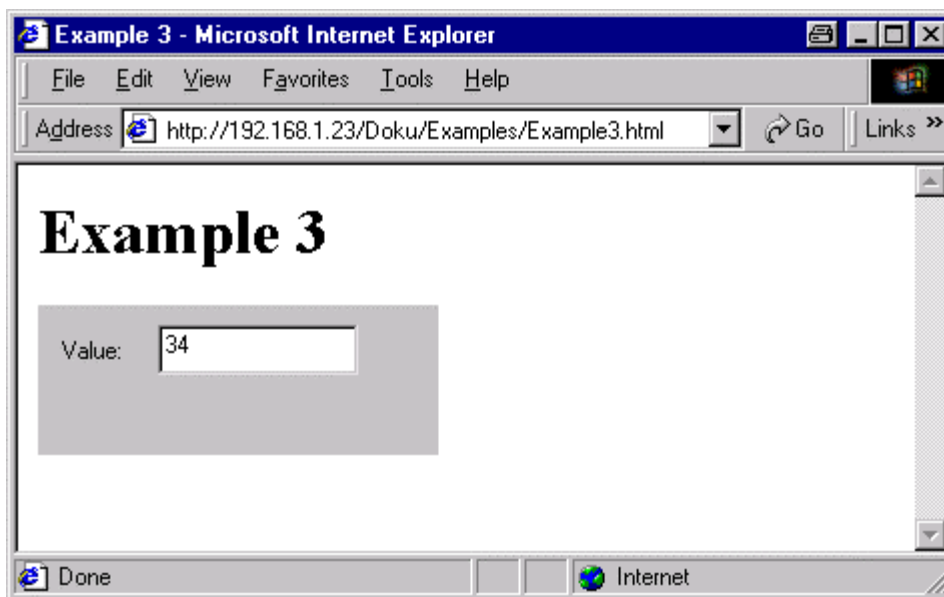 Example 3 - Microsoft Internet Explorer
File Edit View Favorites Tools Help
Address http://192.168.1.23/Doku/Examples/Example3.html Go Links »
Example 3
Value: 34
Done Internet